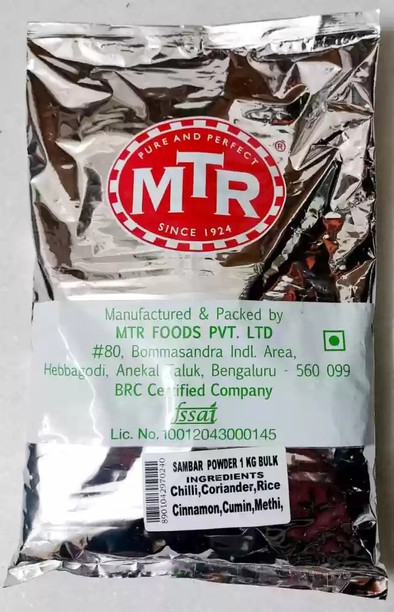 PURE AND PERFECT
®
MTR
SINCE 1924
Manufactured & Packed by
MTR FOODS PVT. LTD
#80, Bommasandra Indl. Area,
Hebbagodi, Anekal Taluk, Bengaluru - 560 099
BRC Certified Company
fssai
Lic. No. 10012043000145
8901042970240
SAMBAR POWDER 1 KG BULK
INGREDIENTS
Chilli,Coriander,Rice
Cinnamon,Cumin,Methi,